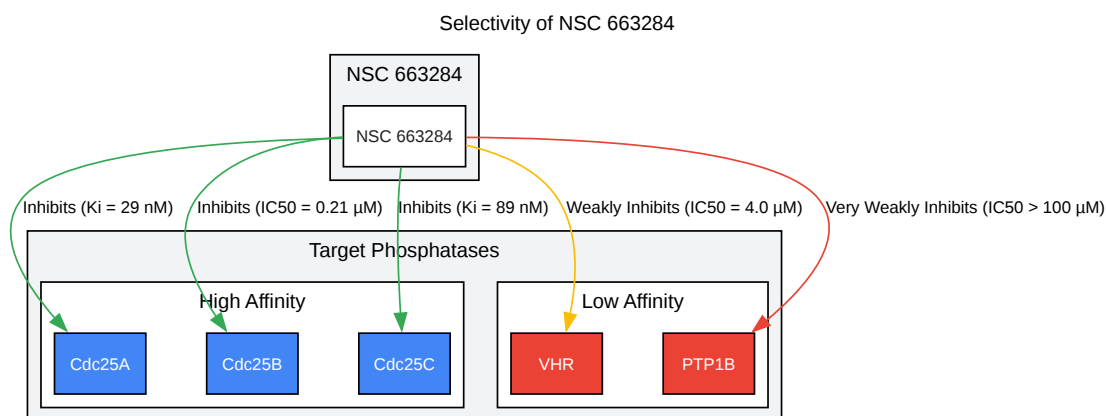 Selectivity of NSC 663284
NSC 663284
NSC 663284
Inhibits (Ki = 29 nM)
Inhibits (IC50 = 0.21 µM)
Inhibits (Ki = 89 nM)
Weakly Inhibits (IC50 = 4.0 µM)
Very Weakly Inhibits (IC50 > 100 µM)
Target Phosphatases
High Affinity
Low Affinity
Cdc25A
Cdc25B
Cdc25C
VHR
PTP1B